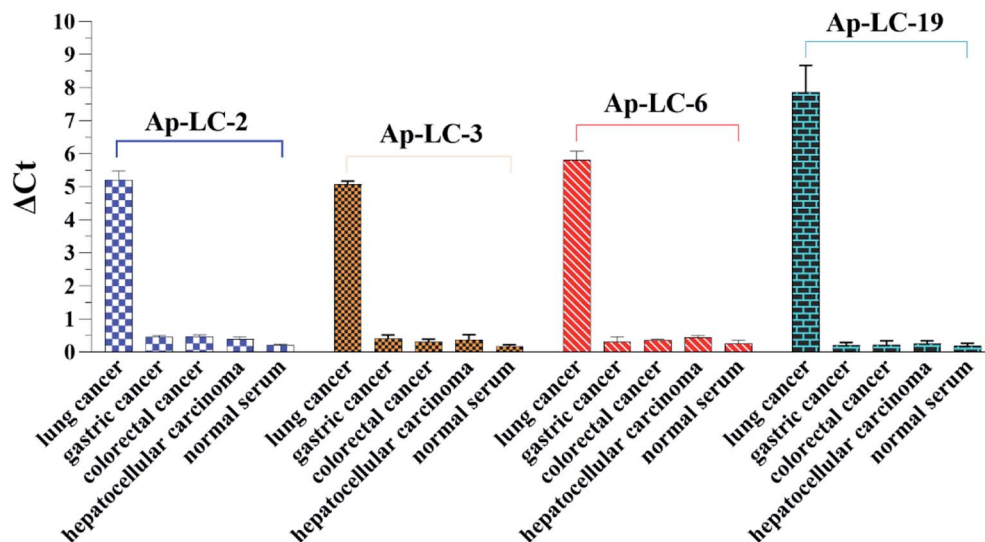 10
9
8
7
6
5
4
3
2
1
0
ΔCt
Ap-LC-2
Ap-LC-3
Ap-LC-6
Ap-LC-19
lung cancer
gastric cancer
colorectal cancer
hepatocellular carcinoma
normal serum
lung cancer
gastric cancer
colorectal cancer
hepatocellular carcinoma
normal serum
lung cancer
gastric cancer
colorectal cancer
hepatocellular carcinoma
normal serum
lung cancer
gastric cancer
colorectal cancer
hepatocellular carcinoma
normal serum